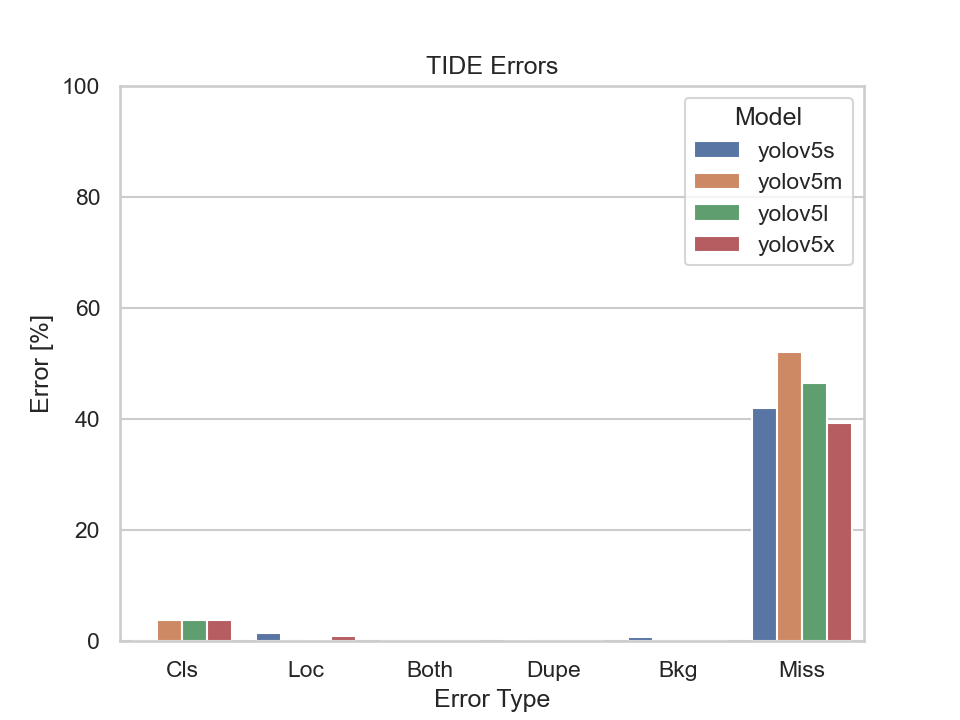 TIDE Errors
100
80
60
40
20
0
Error [%]
Model
yolov5s
yolov5m
yolov5l
yolov5x
Cls Loc Both Dupe Bkg Miss
Error Type